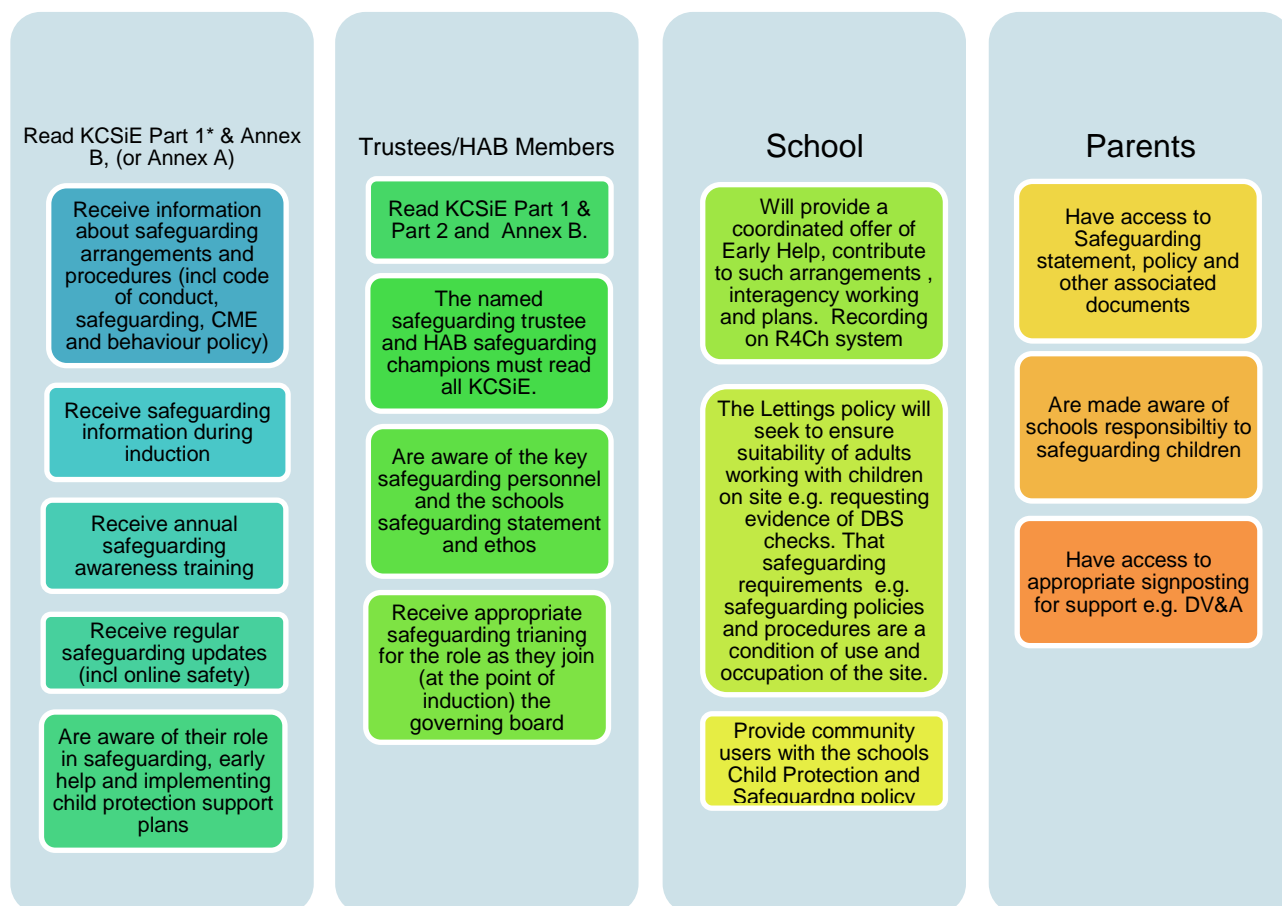 Read KCSiE Part 1* & Annex
B, (or Annex A)
Receive information
about safeguarding
arrangements and
procedures (incl code
of conduct,
safeguarding, CME
and behaviour policy)
Receive safeguarding
information during
induction
Receive annual
safeguarding
awareness training
Receive regular
safeguarding updates
(incl online safety)
Are aware of their role
in safeguarding, early
help and implementing
child protection support
plans
Trustees/HAB Members
Read KCSiE Part 1 &
Part 2 and Annex B.
The named
safeguarding trustee
and HAB safeguarding
champions must read
all KCSiE.
Are aware of the key
safeguarding personnel
and the schools
safeguarding statement
and ethos
Receive appropriate
safeguarding trianing
for the role as they join
(at the point of
induction) the
governing board
School
Will provide a
coordinated offer of
Early Help, contribute
to such arrangements ,
interagency working
and plans. Recording
on R4Ch system
The Lettings policy will
seek to ensure
suitability of adults
working with children
on site e.g. requesting
evidence of DBS
checks. That
safeguarding
requirements e.g.
safeguarding policies
and procedures are a
condition of use and
occupation of the site.
Provide community
users with the schools
Child Protection and
Safeguardng policy
Parents
Have access to
Safeguarding
statement, policy and
other associated
documents
Are made aware of
schools responsibiltiy to
safeguarding children
Have access to
appropriate signposting
for support e.g. DV&A